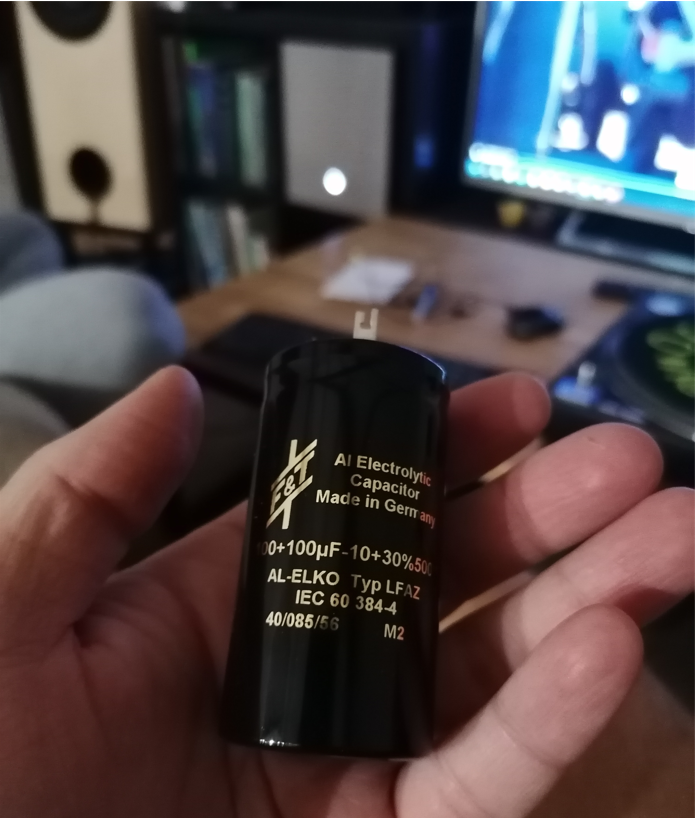 F&T
Al Electrolytic
Capacitor
Made in Germany
00+100µF-10+30%500
AL-ELKO Typ LFAZ
IEC 60 384-4
40/085/56 M2